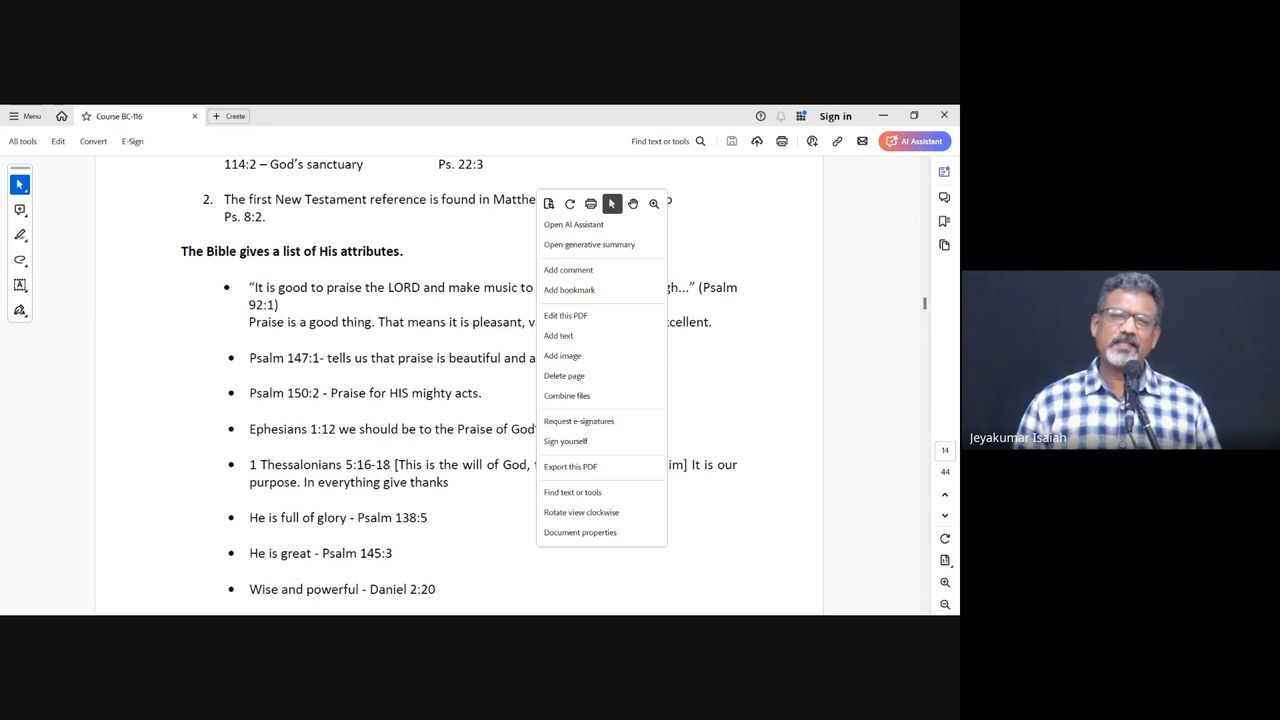 Menu
Course BC-116
Create
Sign in
All tools
Edit
Convert
E-Sign
Find text or tools
AI Assistant
114:2 – God's sanctuary Ps. 22:3
2. The first New Testament reference is found in Matthe
Ps. 8:2.
The Bible gives a list of His attributes.
• "It is good to praise the LORD and make music to gh…" (Psalm
92:1)
Praise is a good thing. That means it is pleasant, v xcellent.
• Psalm 147:1- tells us that praise is beautiful and a
• Psalm 150:2 - Praise for HIS mighty acts.
• Ephesians 1:12 we should be to the Praise of God'
• 1 Thessalonians 5:16-18 [This is the will of God, im] It is our
purpose. In everything give thanks
• He is full of glory - Psalm 138:5
• He is great - Psalm 145:3
• Wise and powerful - Daniel 2:20
Open AI Assistant
Open generative summary
Add comment
Add bookmark
Edit this PDF
Add text
Add image
Delete page
Combine files
Request e-signatures
Sign yourself
Export this PDF
Find text or tools
Rotate view clockwise
Document properties
14
44
Jeyakumar Isaiah